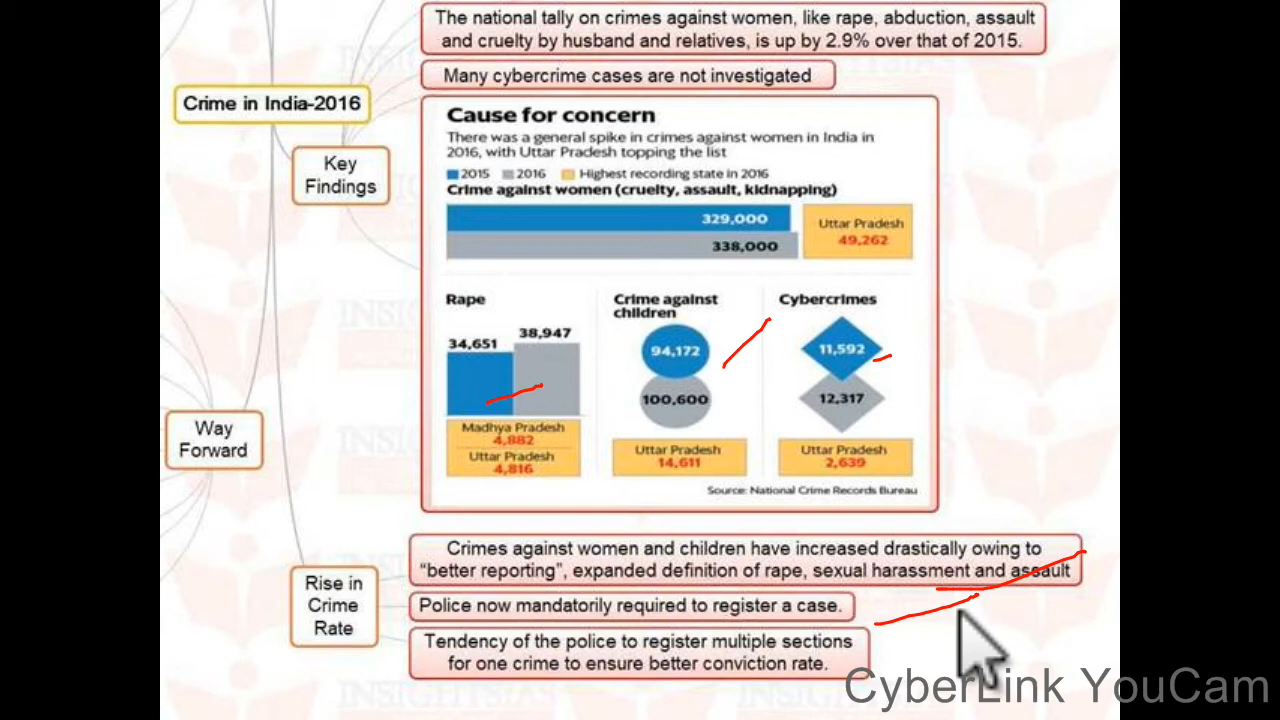 The national tally on crimes against women, like rape, abduction, assault
and cruelty by husband and relatives, is up by 2.9% over that of 2015.
Many cybercrime cases are not investigated
Crime in India-2016
Key
Findings
Cause for concern
There was a general spike in crimes against women in India in
2016, with Uttar Pradesh topping the list
2015 2016 Highest recording state in 2016
Crime against women (cruelty, assault, kidnapping)
329,000
338,000
Uttar Pradesh
49,262
Rape
34,651
38,947
Madhya Pradesh
4,882
Uttar Pradesh
4,816
Crime against
children
94,172
100,600
Uttar Pradesh
14,611
Cybercrimes
11,592
12,317
Uttar Pradesh
2,639
Source: National Crime Records Bureau
Way
Forward
Rise in
Crime
Rate
Crimes against women and children have increased drastically owing to
“better reporting”, expanded definition of rape, sexual harassment and assault
Police now mandatorily required to register a case.
Tendency of the police to register multiple sections
for one crime to ensure better conviction rate.
CyberLink YouCam